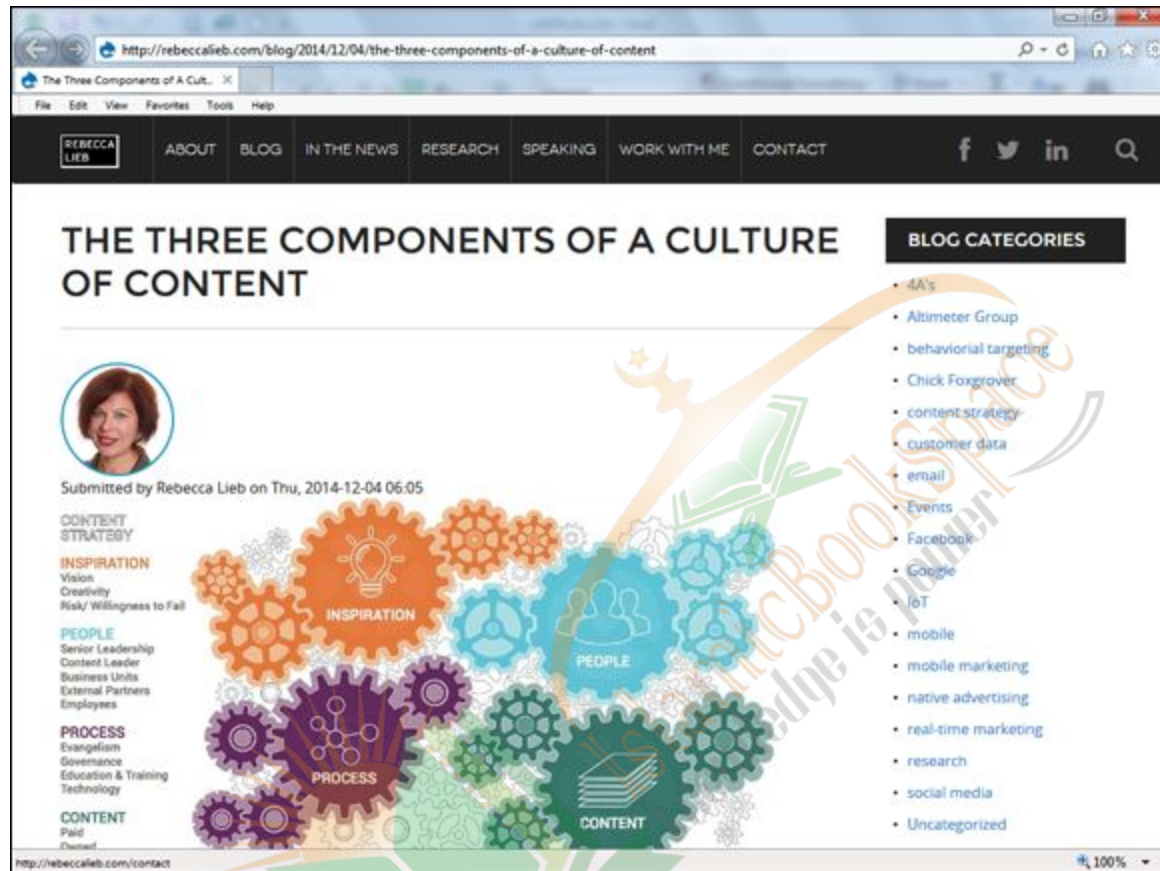 http://rebeccalieb.com/blog/2014/12/04/the-three-components-of-a-culture-of-content
The Three Components of A Cult...
File Edit View Favorites Tools Help
REBECCA
LIEB
ABOUT BLOG IN THE NEWS RESEARCH SPEAKING WORK WITH ME CONTACT
THE THREE COMPONENTS OF A CULTURE
OF CONTENT
Submitted by Rebecca Lieb on Thu, 2014-12-04 06:05
CONTENT
STRATEGY
INSPIRATION
Vision
Creativity
Risk/ Willingness to Fail
PEOPLE
Senior Leadership
Content Leader
Business Units
External Partners
Employees
PROCESS
Evangelism
Governance
Education & Training
Technology
CONTENT
Paid
Owned
INSPIRATION
PEOPLE
PROCESS
CONTENT
BLOG CATEGORIES
• 4A's
• Altimeter Group
• behaviorial targeting
• Chick Foxgrover
• content strategy
• customer data
• email
• Events
• Facebook
• Google
• IoT
• mobile
• mobile marketing
• native advertising
• real-time marketing
• research
• social media
• Uncategorized
http://rebeccalieb.com/contact
100%